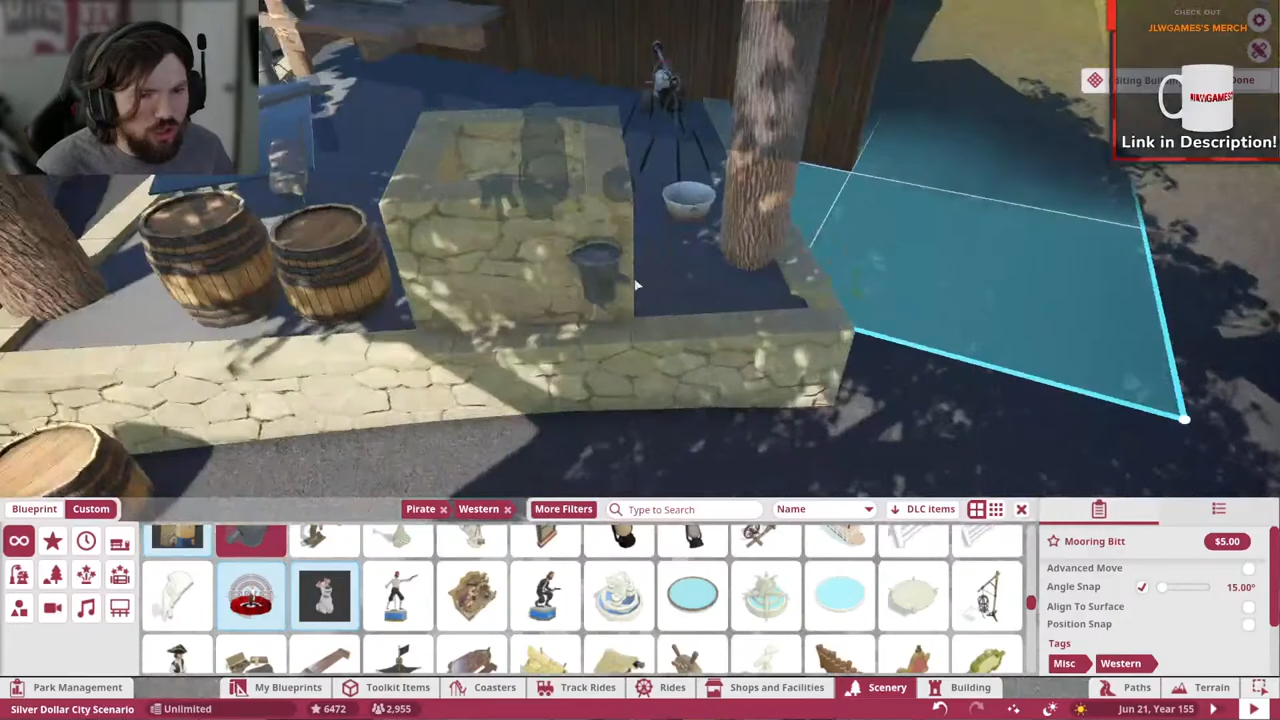 CHECK OUT
JLWGAMES'S MERCH
Editing Buil
Done
JLWGAMES
Link in Description!
Blueprint Custom Pirate Western More Filters Type to Search Name DLC items
Mooring Bitt $5.00
Advanced Move
Angle Snap 15.00°
Align To Surface
Position Snap
Tags
Misc Western
Park Management My Blueprints Toolkit Items Coasters Track Rides Rides Shops and Facilities Scenery Building Paths Terrain
Silver Dollar City Scenario Unlimited 6472 2,955 Jun 21, Year 155